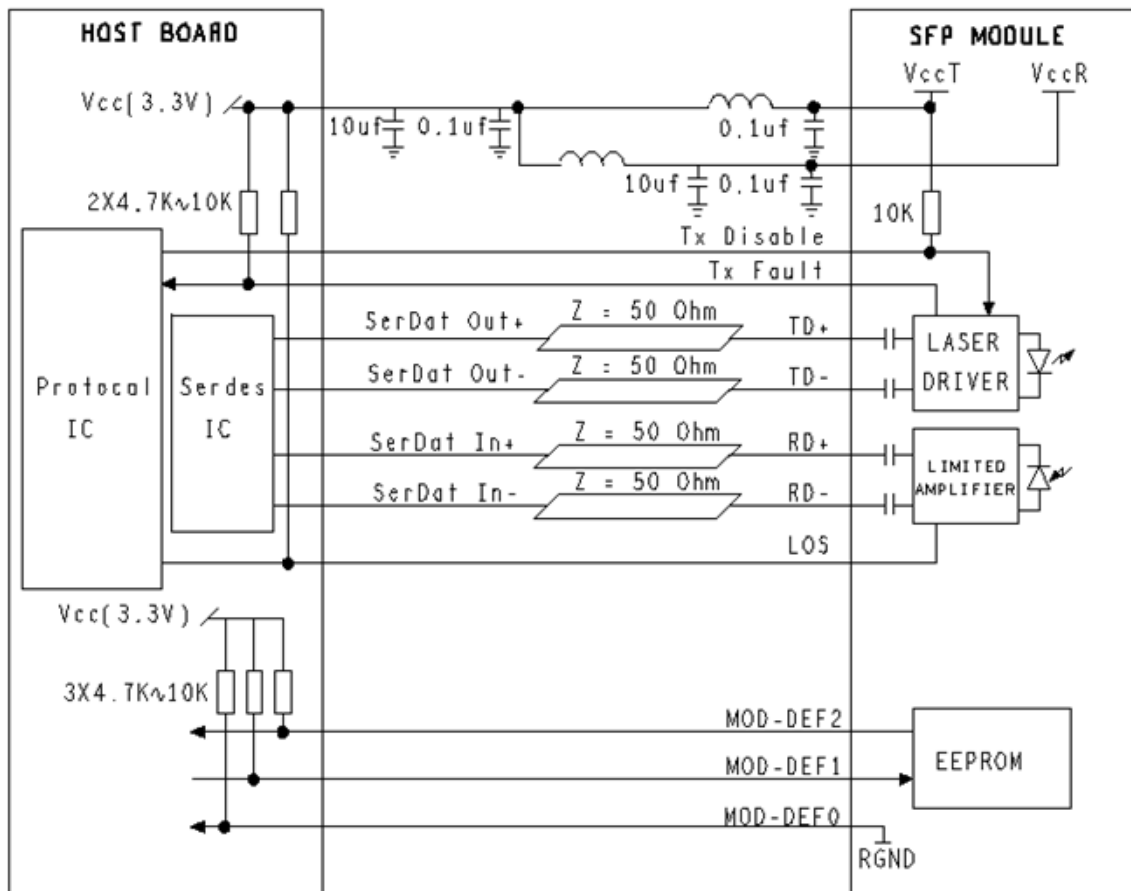 HOST BOARD
SFP MODULE
VccT
VccR
Vcc(3.3V)
10uf
0.1uf
0.1uf
10uf
0.1uf
2X4.7K~10K
10K
Tx Disable
Tx Fault
SerDat Out+
Z = 50 Ohm
TD+
SerDat Out-
Z = 50 Ohm
TD-
LASER
DRIVER
Protocal
IC
Serdes
IC
SerDat In+
Z = 50 Ohm
RD+
SerDat In-
Z = 50 Ohm
RD-
LIMITED
AMPLIFIER
LOS
Vcc(3.3V)
3X4.7K~10K
MOD-DEF2
MOD-DEF1
EEPROM
MOD-DEF0
RGND